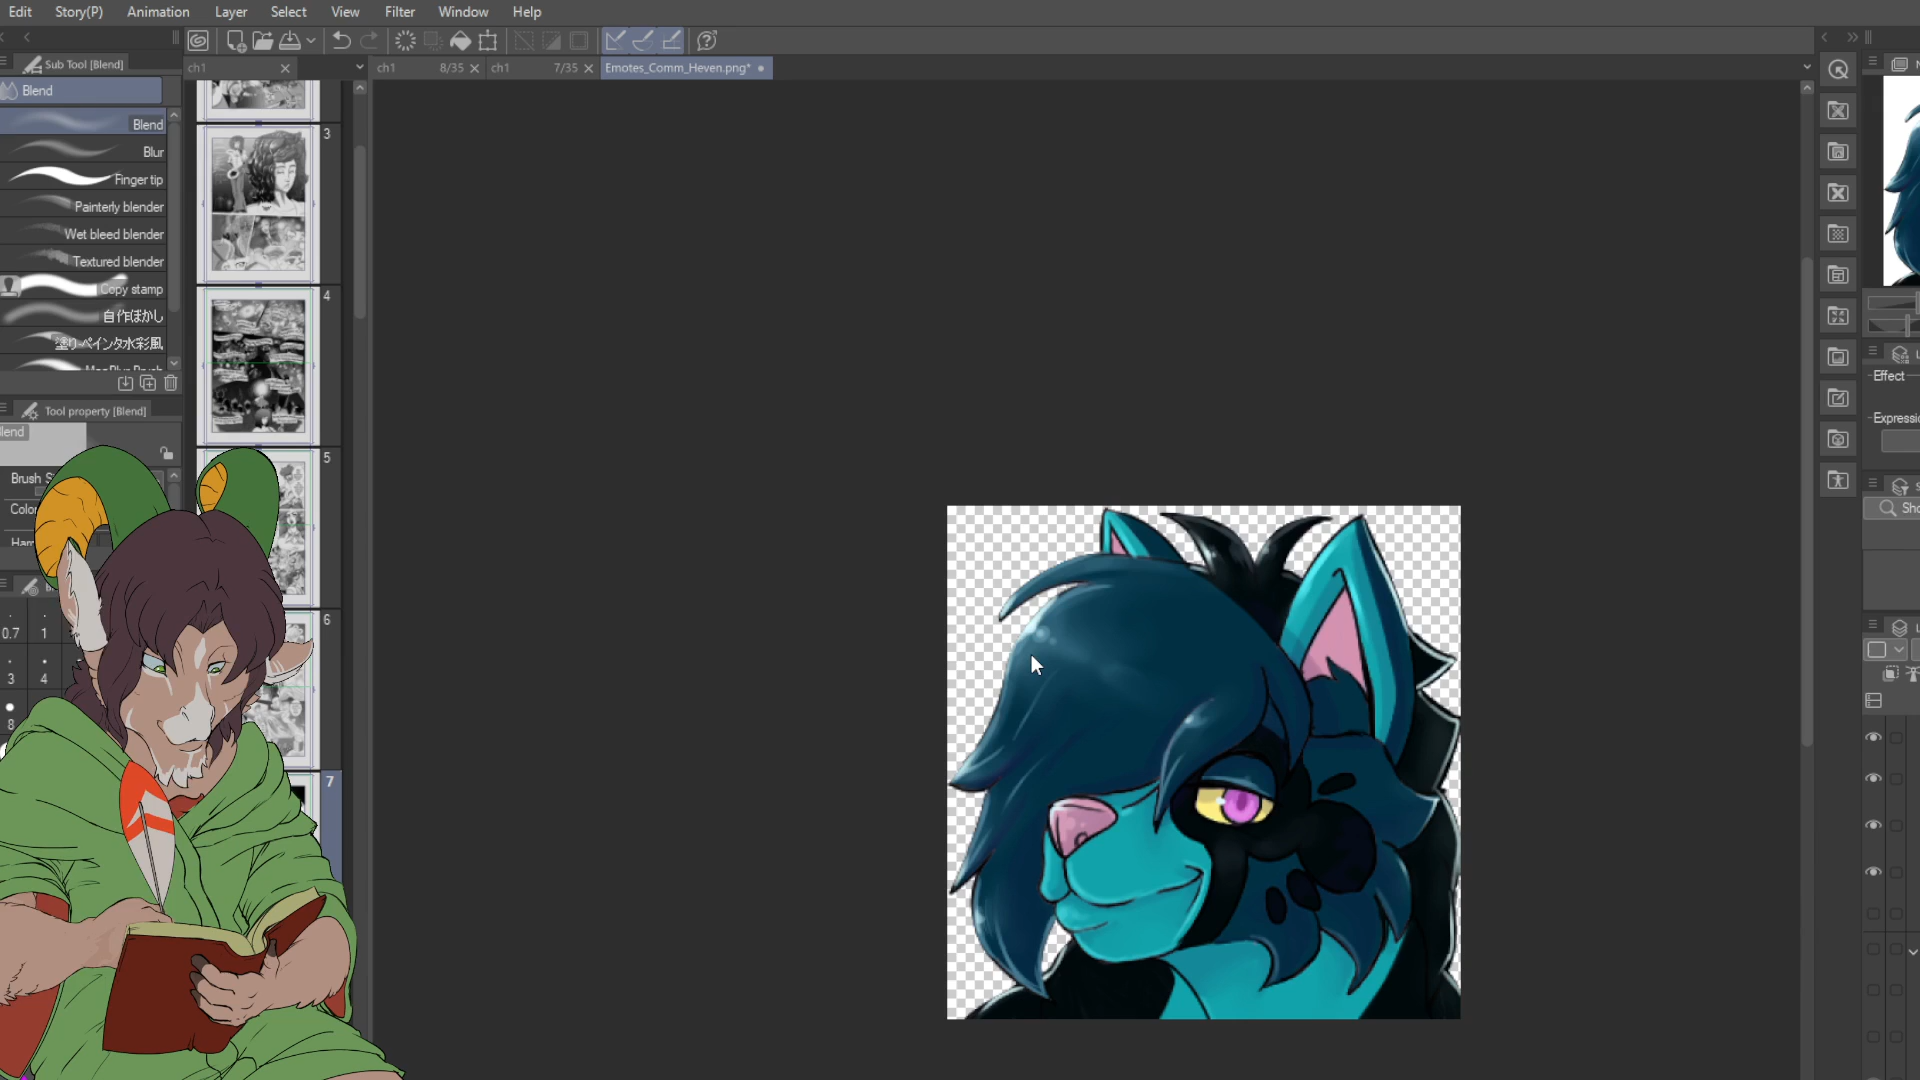 Edit Story(P) Animation Layer Select View Filter Window Help
Sub Tool [Blend]
ch1
ch1 8/35
ch1 7/35
Emotes_Comm_Heven.png*
Blend
Blend
Blur
Finger tip
Painterly blender
Wet bleed blender
Textured blender
Copy stamp
自作ぼかし
塗り-ペインタ水彩風
Tool property [Blend]
Brush
0.7 1
3 4
8
3
4
5
6
7
Effect